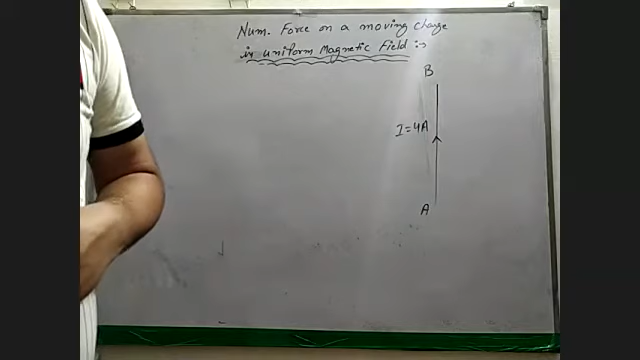 Num. Force on a moving charge
in uniform Magnetic Field :-
B
I = 4A
A